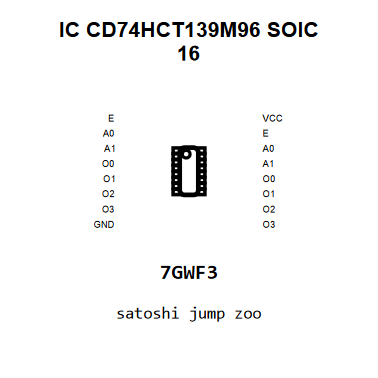 IC CD74HCT139M96 SOIC
16
E VCC
A0 E
A1 A0
O0 A1
O1 O0
O2 O1
O3 O2
GND O3
7GWF3
satoshi jump zoo